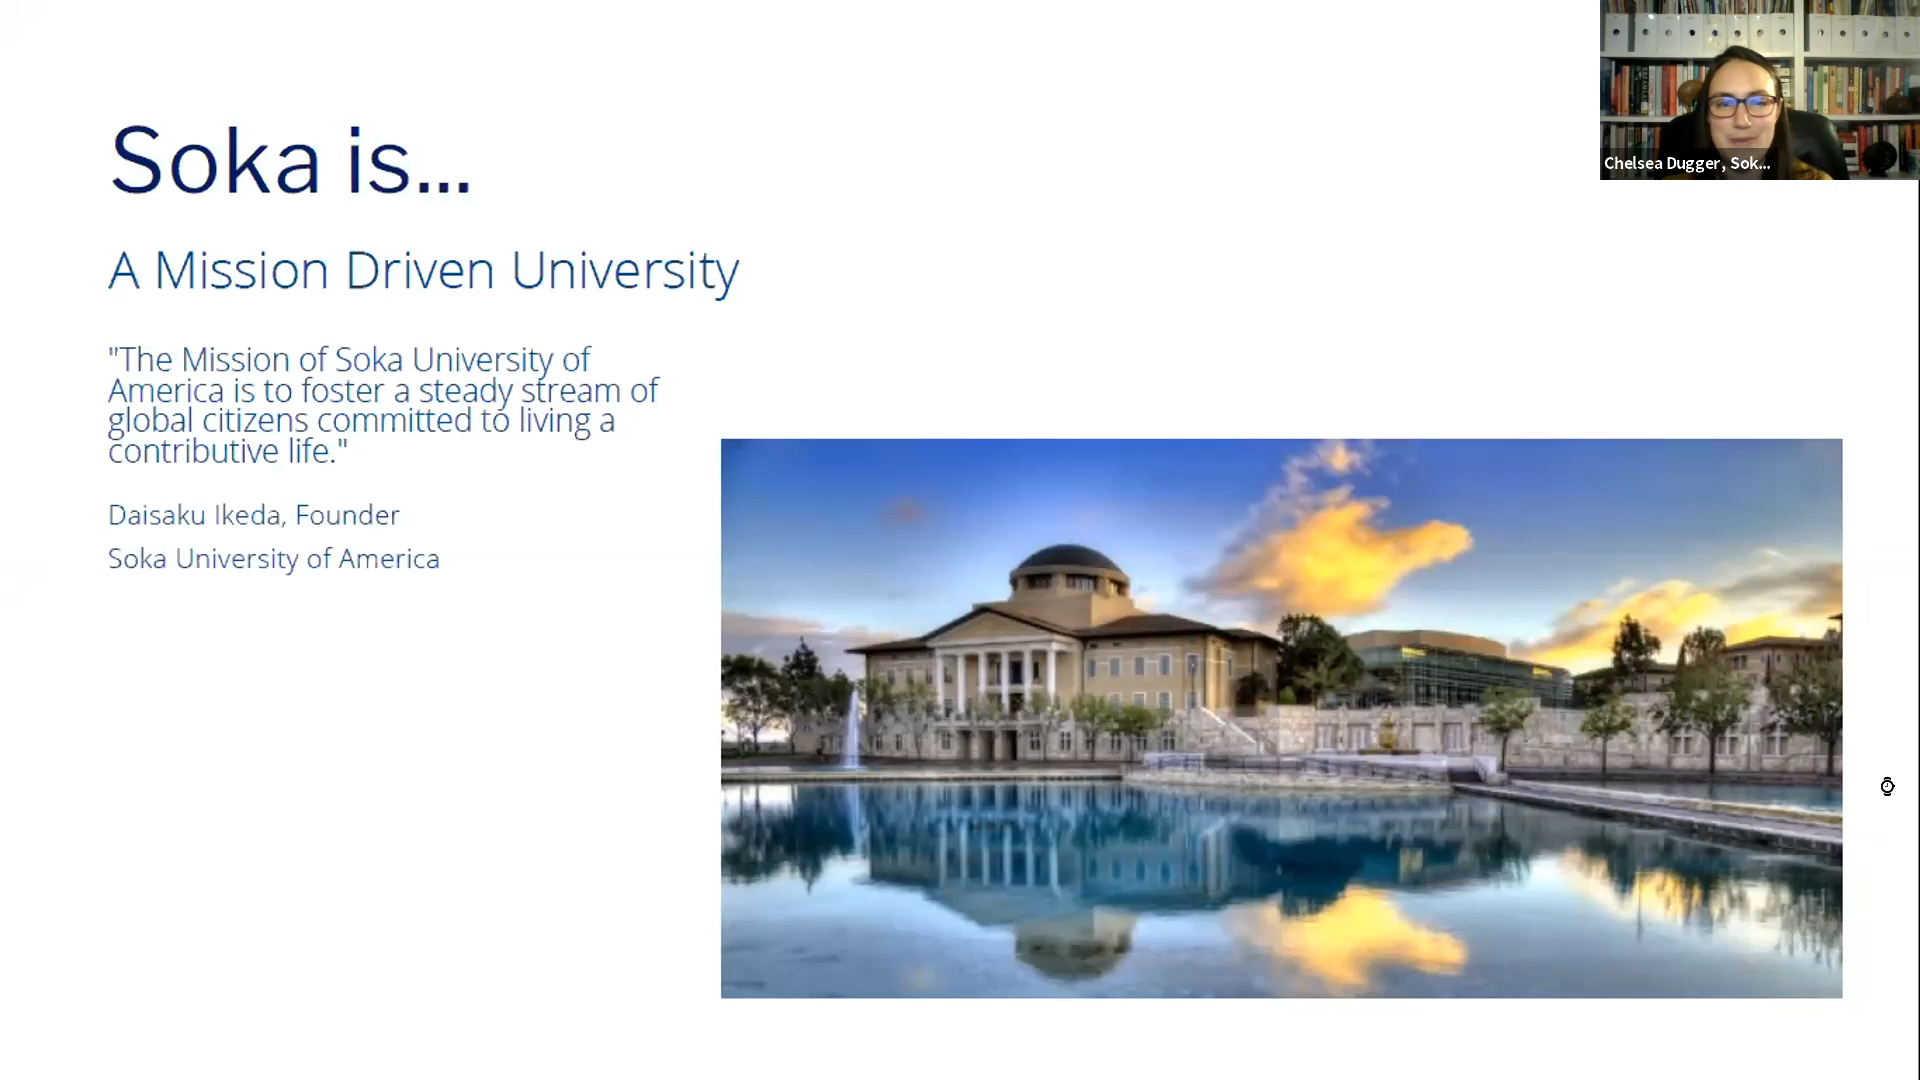 Soka is...
A Mission Driven University
"The Mission of Soka University of
America is to foster a steady stream of
global citizens committed to living a
contributive life."
Daisaku Ikeda, Founder
Soka University of America
Chelsea Dugger, Sok...